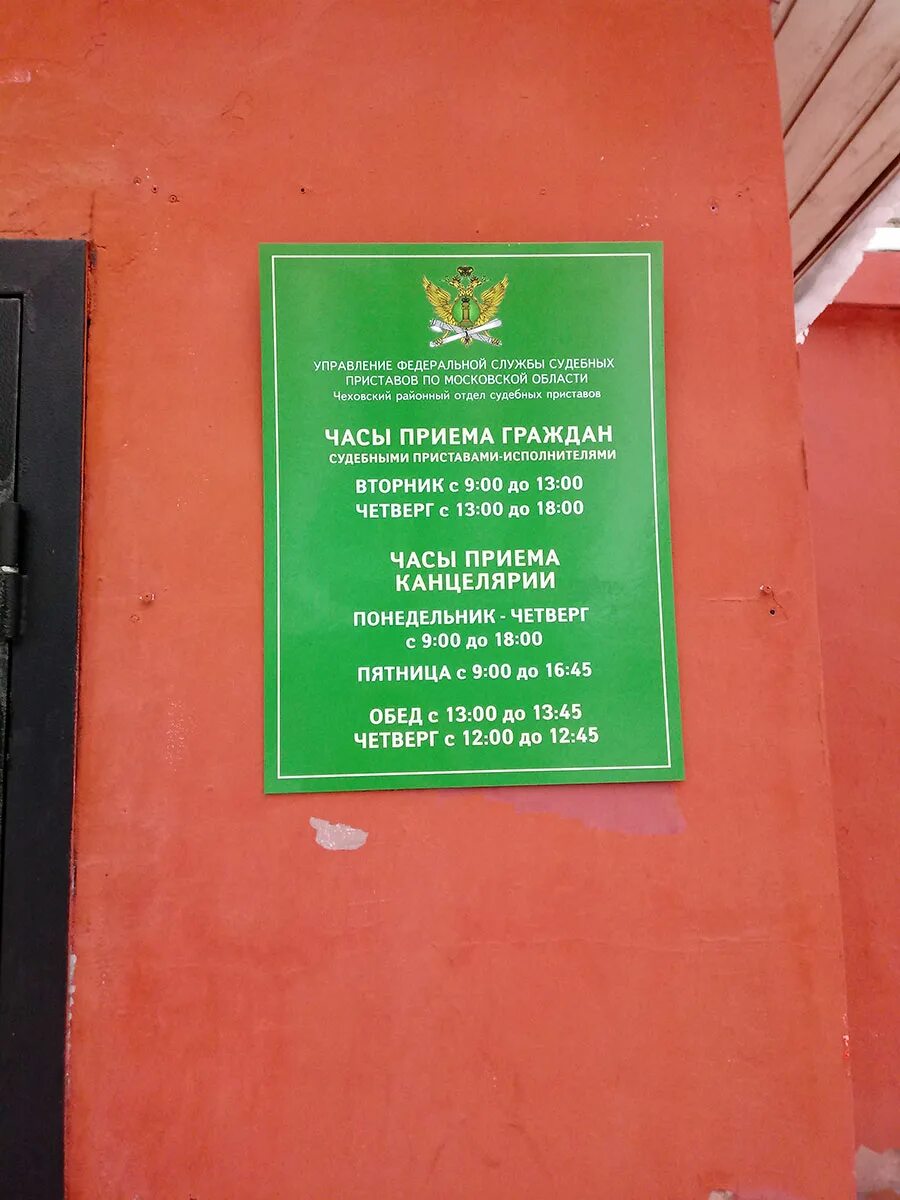 УПРАВЛЕНИЕ ФЕДЕРАЛЬНОЙ СЛУЖБЫ СУДЕБНЫХ
ПРИСТАВОВ ПО МОСКОВСКОЙ ОБЛАСТИ
Чеховский районный отдел судебных приставов
ЧАСЫ ПРИЕМА ГРАЖДАН
СУДЕБНЫМИ ПРИСТАВАМИ-ИСПОЛНИТЕЛЯМИ
ВТОРНИК с 9:00 до 13:00
ЧЕТВЕРГ с 13:00 до 18:00
ЧАСЫ ПРИЕМА
КАНЦЕЛЯРИИ
ПОНЕДЕЛЬНИК - ЧЕТВЕРГ
с 9:00 до 18:00
ПЯТНИЦА с 9:00 до 16:45
ОБЕД с 13:00 до 13:45
ЧЕТВЕРГ с 12:00 до 12:45